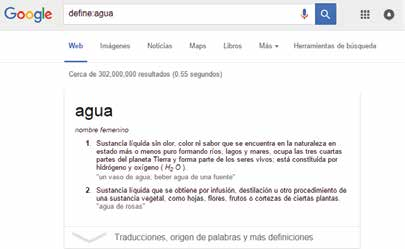 Google define:agua
Web Imágenes Noticias Maps Libros Más Herramientas de búsqueda
Cerca de 302,000,000 resultados (0.55 segundos)
agua
nombre femenino
1. Sustancia líquida sin olor, color ni sabor que se encuentra en la naturaleza en
estado más o menos puro formando ríos, lagos y mares, ocupa las tres cuartas
partes del planeta Tierra y forma parte de los seres vivos; está constituida por
hidrógeno y oxígeno ( H₂ O ).
"un vaso de agua; beber agua de una fuente"
2. Sustancia líquida que se obtiene por infusión, destilación u otro procedimiento de
una sustancia vegetal, como hojas, flores, frutos o cortezas de ciertas plantas.
"agua de rosas"
Traducciones, origen de palabras y más definiciones